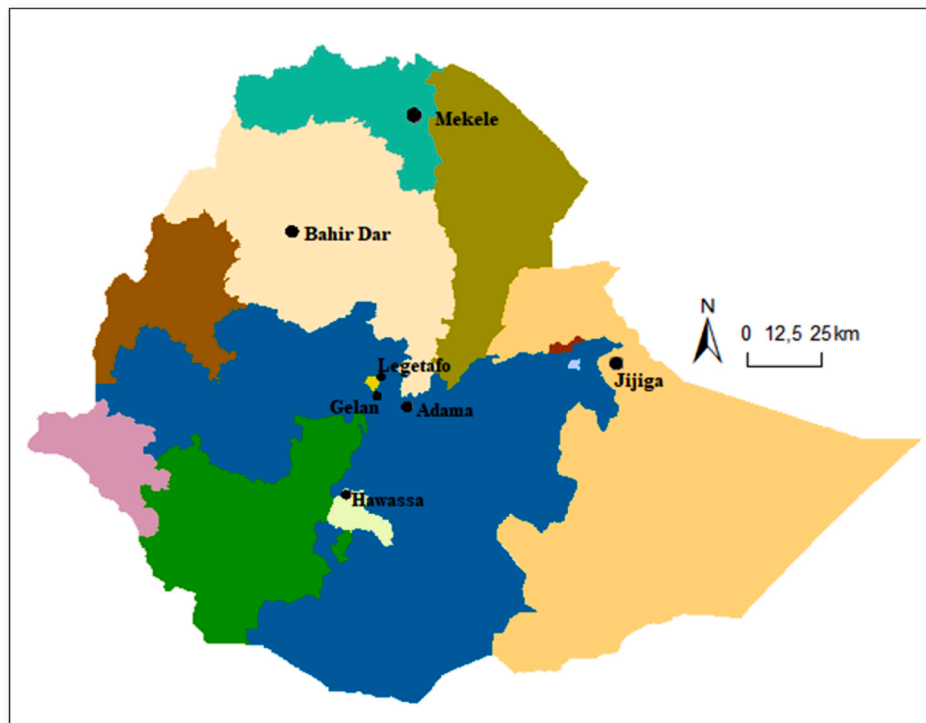 Mekele
Bahir Dar
N
0 12,5 25 km
Legetafo
Jijiga
Gelan
Adama
Hawassa